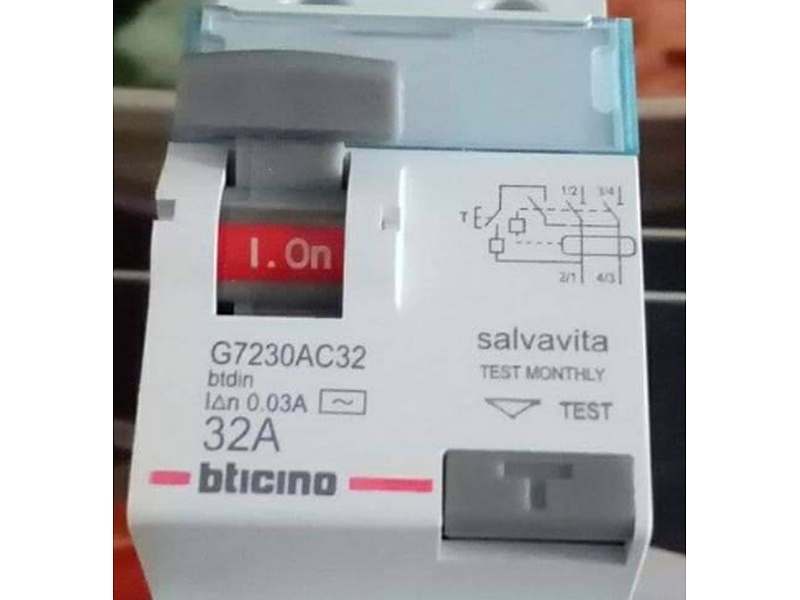 1/2 3/4
T
2/1 4/3
I. On
G7230AC32
btdin
I∆n 0.03A ~
32A
bticino
salvavita
TEST MONTHLY
TEST
T